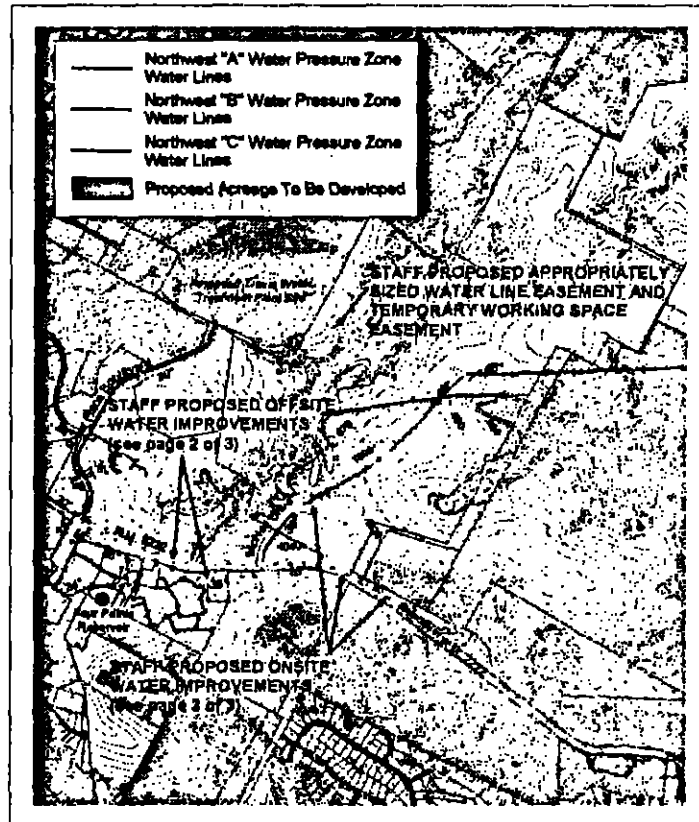 Northwest "A" Water Pressure Zone
Water Lines
Northwest "B" Water Pressure Zone
Water Lines
Northwest "C" Water Pressure Zone
Water Lines
Proposed Acreage To Be Developed
STAFF PROPOSED APPROPRIATELY
SIZED WATER LINE EASEMENT AND
TEMPORARY WORKING SPACE
EASEMENT
STAFF PROPOSED OFFSITE
WATER IMPROVEMENTS
(see page 2 of 3)
Reservoir
STAFF PROPOSED ONSITE
WATER IMPROVEMENTS
(see page 3 of 3)